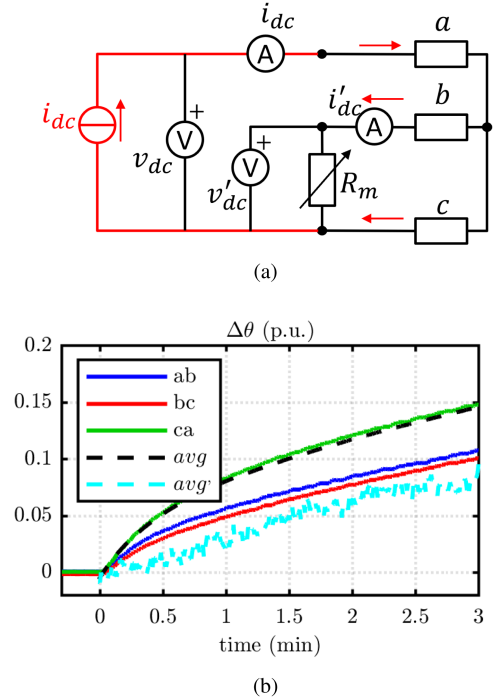 i_dc
a
A
i'_dc
b
A
i_dc
+
V
v_dc
+
V
v'_dc
R_m
c
(a)
Δθ (p.u.)
0.2
0.15
0.1
0.05
0
ab
bc
ca
avg
avg'
0 0.5 1 1.5 2 2.5 3
time (min)
(b)